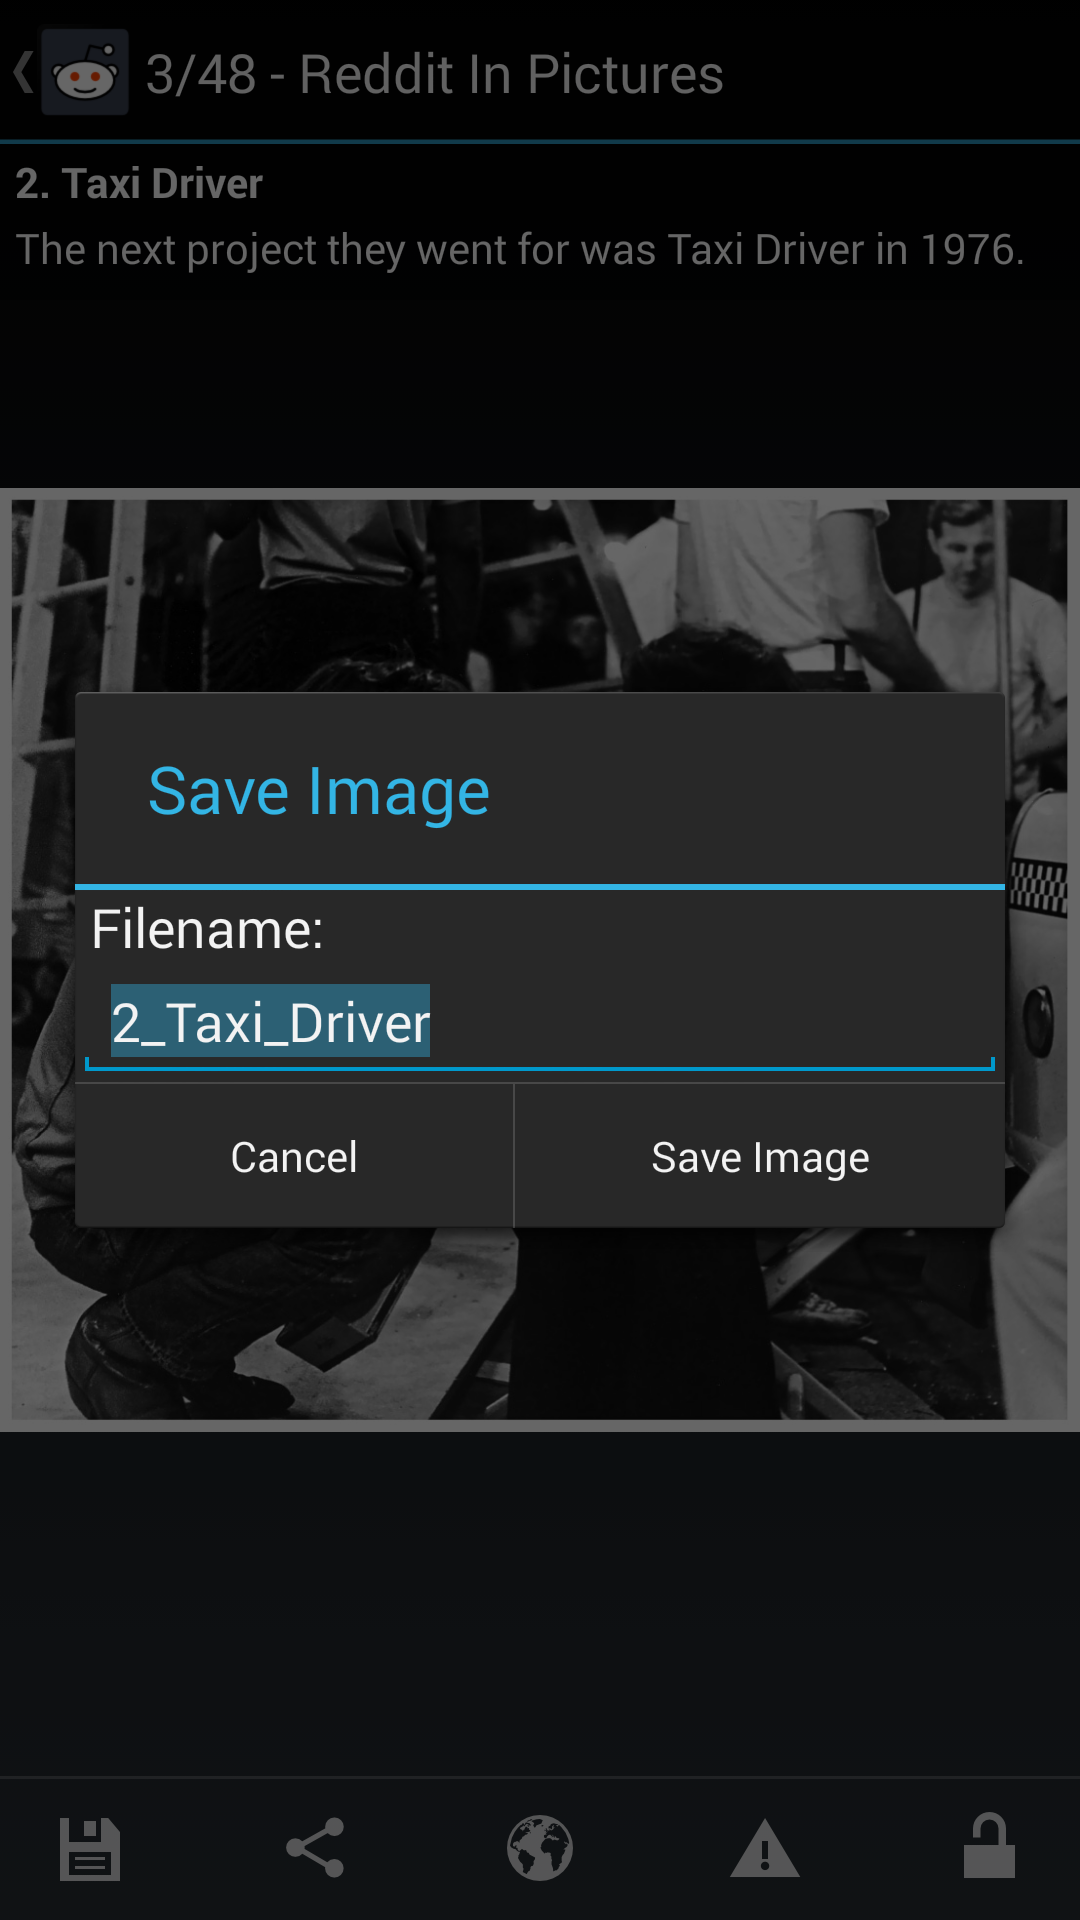 3/48 - Reddit In Pictures
2. Taxi Driver
The next project they went for was Taxi Driver in 1976.
Save Image
Filename:
2_Taxi_Driver
Cancel
Save Image